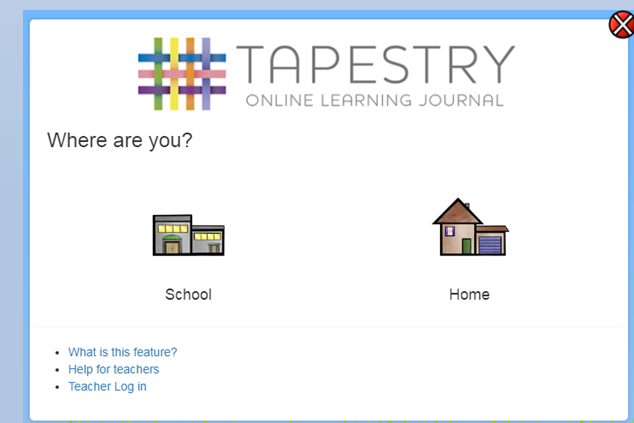 TAPESTRY
ONLINE LEARNING JOURNAL
Where are you?
School
Home
What is this feature?
Help for teachers
Teacher Log in